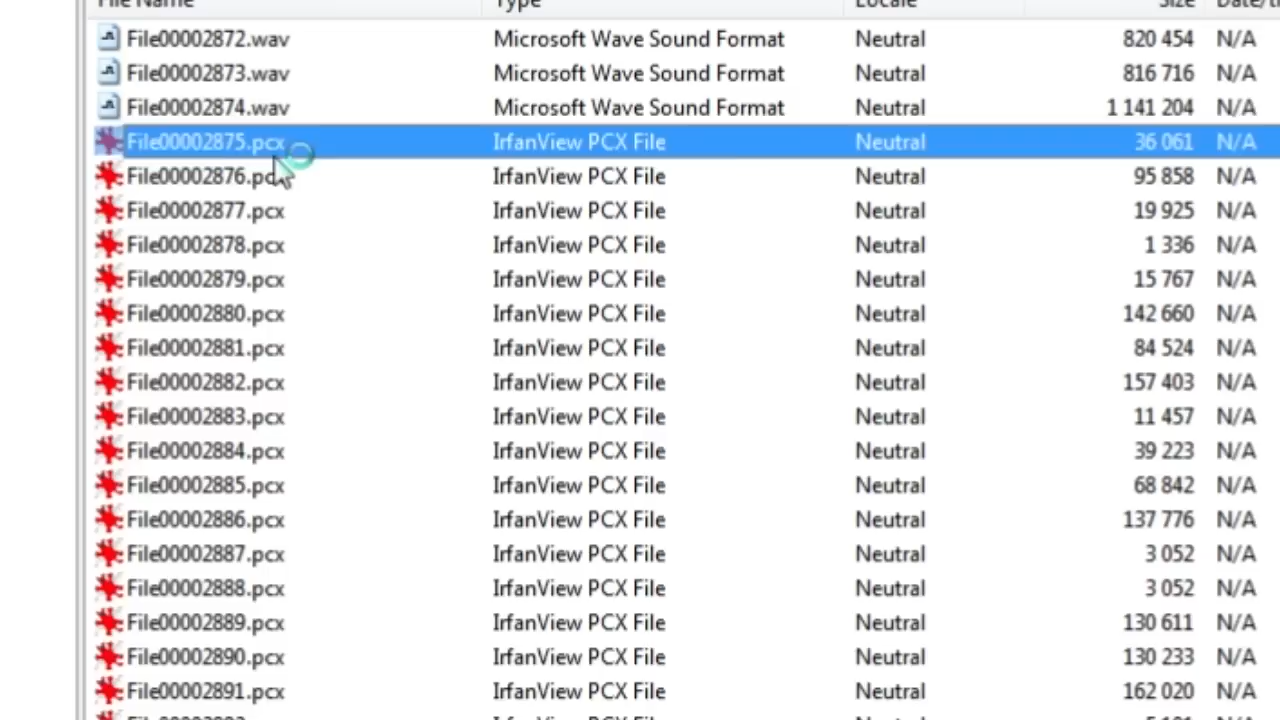 File Name Type Locale Size
File00002872.wav Microsoft Wave Sound Format Neutral 820 454 N/A
File00002873.wav Microsoft Wave Sound Format Neutral 816 716 N/A
File00002874.wav Microsoft Wave Sound Format Neutral 1 141 204 N/A
File00002875.pcx IrfanView PCX File Neutral 36 061 N/A
File00002876.pcx IrfanView PCX File Neutral 95 858 N/A
File00002877.pcx IrfanView PCX File Neutral 19 925 N/A
File00002878.pcx IrfanView PCX File Neutral 1 336 N/A
File00002879.pcx IrfanView PCX File Neutral 15 767 N/A
File00002880.pcx IrfanView PCX File Neutral 142 660 N/A
File00002881.pcx IrfanView PCX File Neutral 84 524 N/A
File00002882.pcx IrfanView PCX File Neutral 157 403 N/A
File00002883.pcx IrfanView PCX File Neutral 11 457 N/A
File00002884.pcx IrfanView PCX File Neutral 39 223 N/A
File00002885.pcx IrfanView PCX File Neutral 68 842 N/A
File00002886.pcx IrfanView PCX File Neutral 137 776 N/A
File00002887.pcx IrfanView PCX File Neutral 3 052 N/A
File00002888.pcx IrfanView PCX File Neutral 3 052 N/A
File00002889.pcx IrfanView PCX File Neutral 130 611 N/A
File00002890.pcx IrfanView PCX File Neutral 130 233 N/A
File00002891.pcx IrfanView PCX File Neutral 162 020 N/A